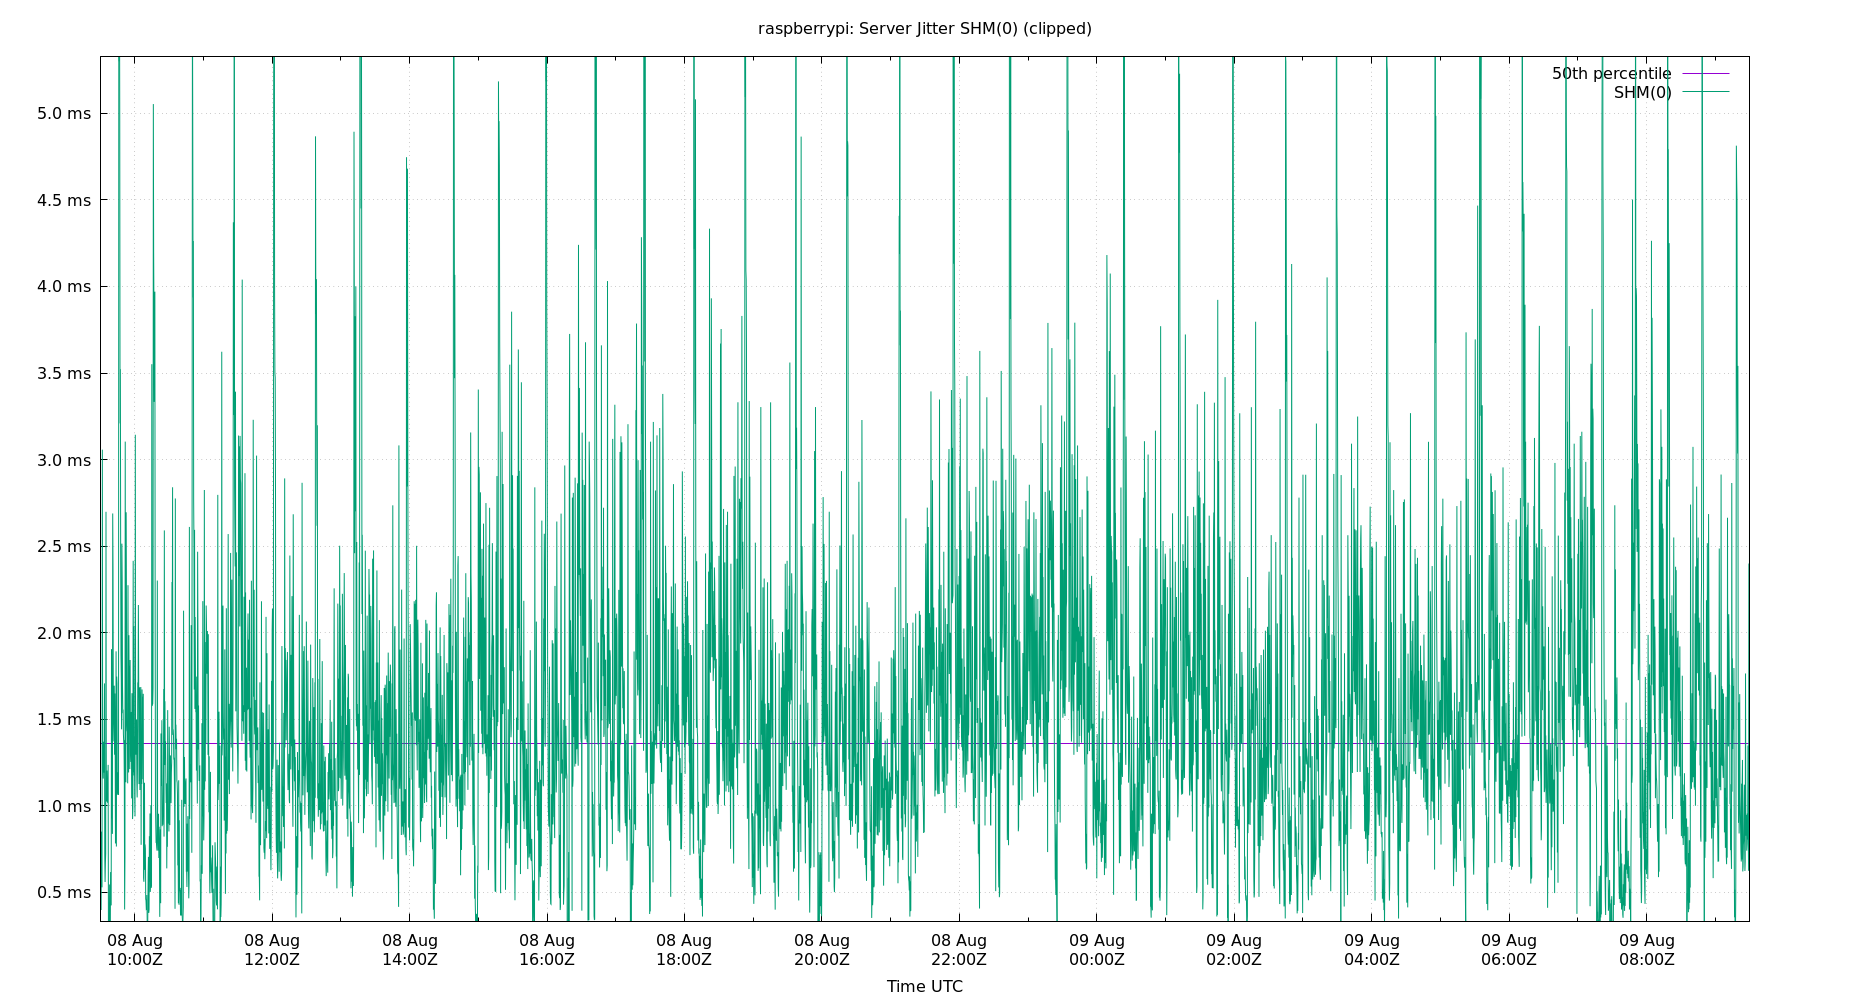 raspberrypi: Server Jitter SHM(0) (clipped)
50th percentile
SHM(0)
5.0 ms
4.5 ms
4.0 ms
3.5 ms
3.0 ms
2.5 ms
2.0 ms
1.5 ms
1.0 ms
0.5 ms
08 Aug 08 Aug 08 Aug 08 Aug 08 Aug 08 Aug 08 Aug 09 Aug 09 Aug 09 Aug 09 Aug 09 Aug
10:00Z 12:00Z 14:00Z 16:00Z 18:00Z 20:00Z 22:00Z 00:00Z 02:00Z 04:00Z 06:00Z 08:00Z
Time UTC